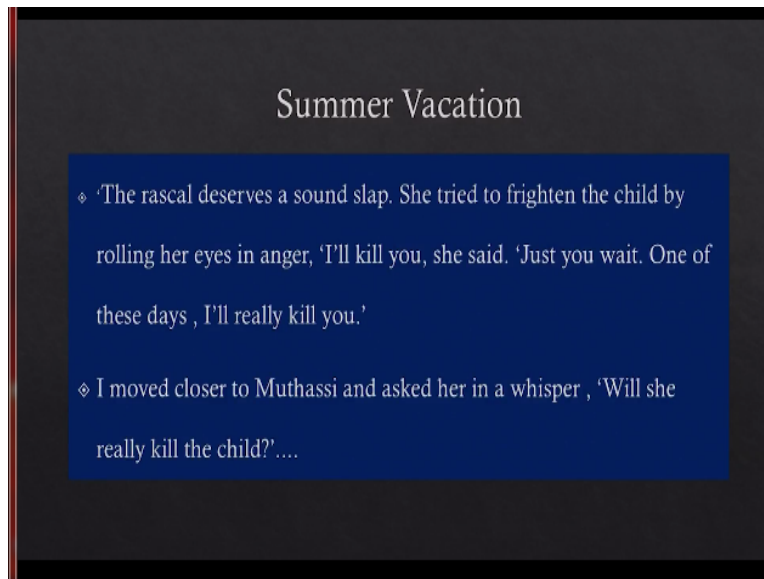 Summer Vacation
‘The rascal deserves a sound slap. She tried to frighten the child by
rolling her eyes in anger, ‘I’ll kill you, she said. ‘Just you wait. One of
these days , I’ll really kill you.’
I moved closer to Muthassi and asked her in a whisper , ‘Will she
really kill the child?’....